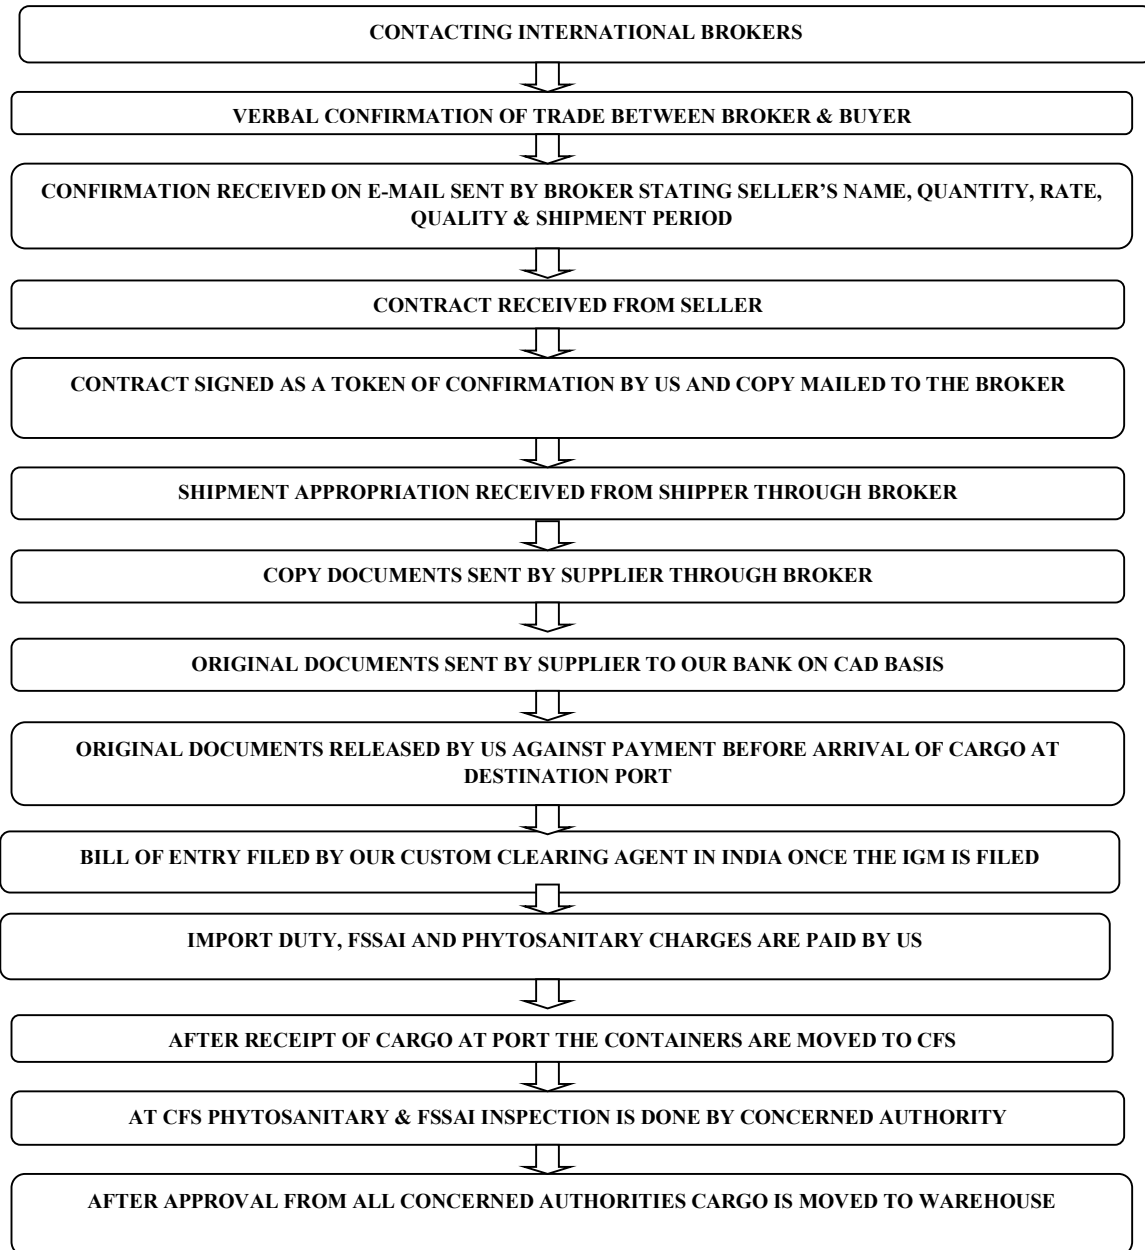 CONTACTING INTERNATIONAL BROKERS
VERBAL CONFIRMATION OF TRADE BETWEEN BROKER & BUYER
CONFIRMATION RECEIVED ON E-MAIL SENT BY BROKER STATING SELLER’S NAME, QUANTITY, RATE,
QUALITY & SHIPMENT PERIOD
CONTRACT RECEIVED FROM SELLER
CONTRACT SIGNED AS A TOKEN OF CONFIRMATION BY US AND COPY MAILED TO THE BROKER
SHIPMENT APPROPRIATION RECEIVED FROM SHIPPER THROUGH BROKER
COPY DOCUMENTS SENT BY SUPPLIER THROUGH BROKER
ORIGINAL DOCUMENTS SENT BY SUPPLIER TO OUR BANK ON CAD BASIS
ORIGINAL DOCUMENTS RELEASED BY US AGAINST PAYMENT BEFORE ARRIVAL OF CARGO AT
DESTINATION PORT
BILL OF ENTRY FILED BY OUR CUSTOM CLEARING AGENT IN INDIA ONCE THE IGM IS FILED
IMPORT DUTY, FSSAI AND PHYTOSANITARY CHARGES ARE PAID BY US
AFTER RECEIPT OF CARGO AT PORT THE CONTAINERS ARE MOVED TO CFS
AT CFS PHYTOSANITARY & FSSAI INSPECTION IS DONE BY CONCERNED AUTHORITY
AFTER APPROVAL FROM ALL CONCERNED AUTHORITIES CARGO IS MOVED TO WAREHOUSE